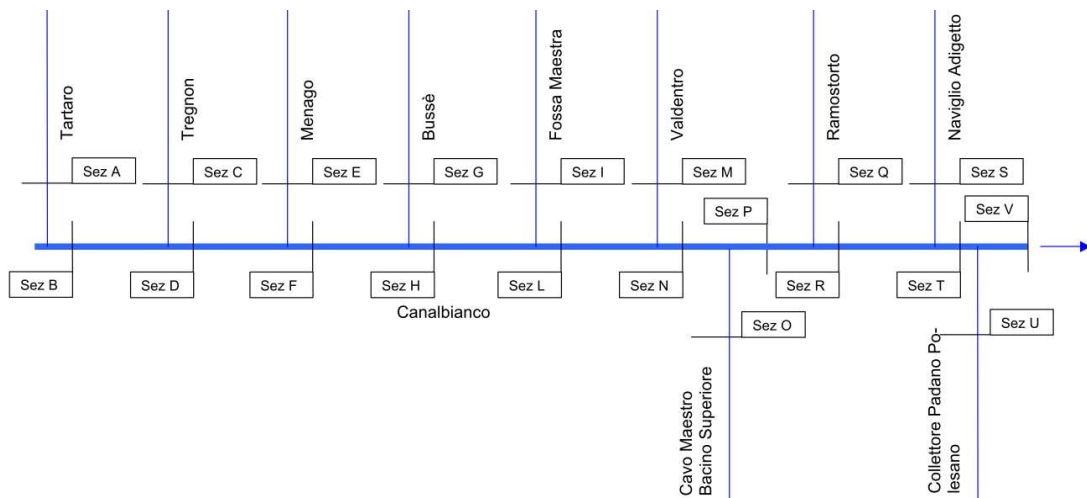 Tartaro
Tregnon
Menago
Bussè
Fossa Maestra
Valdentro
Ramostorto
Naviglio Adigetto
Sez A
Sez C
Sez E
Sez G
Sez I
Sez M
Sez Q
Sez S
Sez P
Sez V
Sez B
Sez D
Sez F
Sez H
Sez L
Sez N
Sez R
Sez T
Canalbianco
Sez O
Sez U
Cavo Maestro
Bacino Superiore
Collettore Padano Po-
lesano